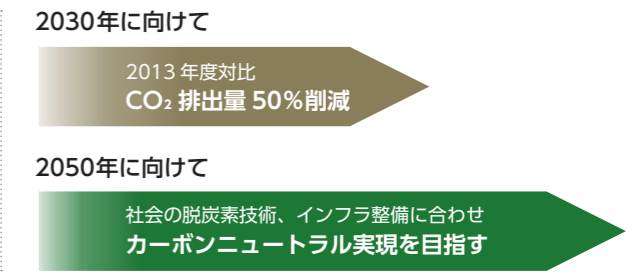 2030年に向けて
2013 年度対比
CO₂ 排出量 50％削減
2050年に向けて
社会の脱炭素技術、インフラ整備に合わせ
カーボンニュートラル実現を目指す